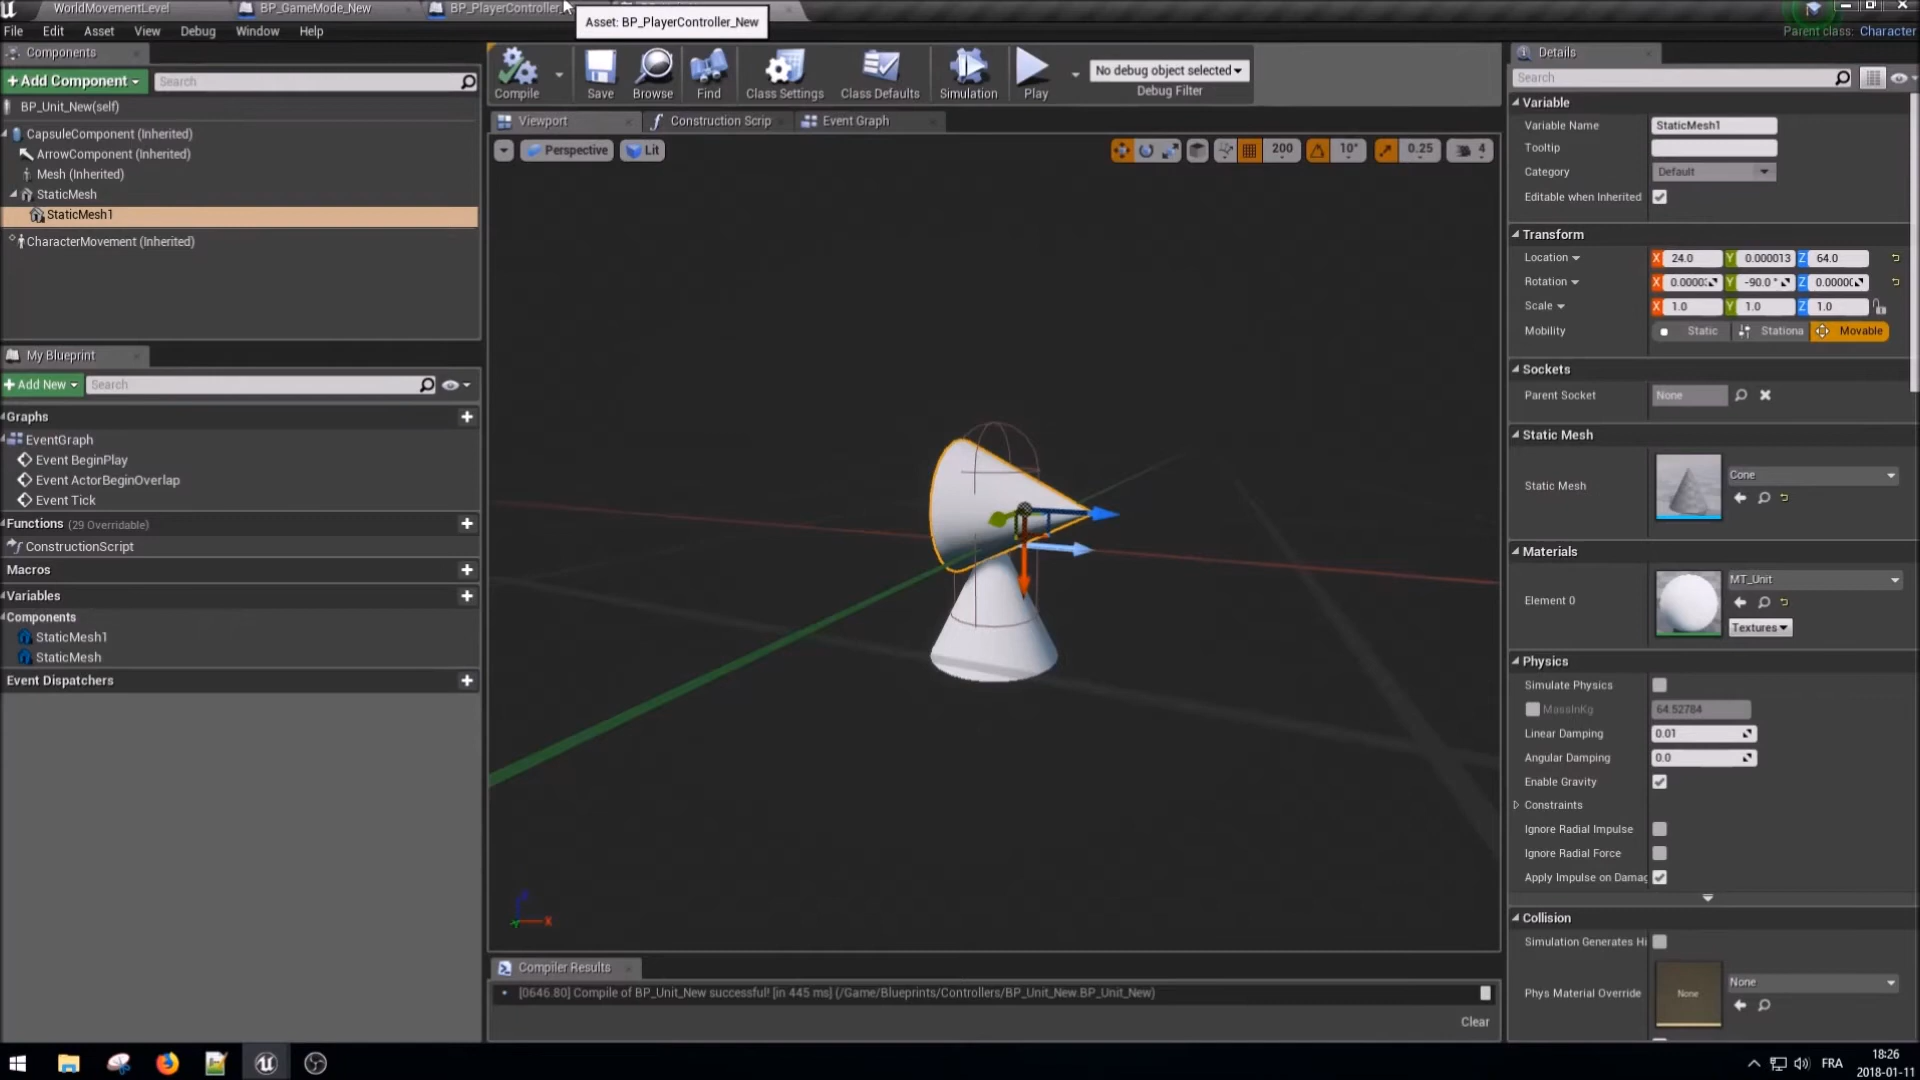 WorldMovementLevel
BP_GameMode_New
BP_PlayerController_
Asset: BP_PlayerController_New
File Edit Asset View Debug Window Help
Parent class: Character
Components
+Add Component
Search
BP_Unit_New(self)
CapsuleComponent (Inherited)
ArrowComponent (Inherited)
Mesh (Inherited)
StaticMesh
StaticMesh1
CharacterMovement (Inherited)
My Blueprint
+Add New
Search
Graphs
EventGraph
Event BeginPlay
Event ActorBeginOverlap
Event Tick
Functions (29 Overridable)
ConstructionScript
Macros
Variables
Components
StaticMesh1
StaticMesh
Event Dispatchers
Compile
Save
Browse
Find
Class Settings
Class Defaults
Simulation
Play
No debug object selected
Debug Filter
Viewport
Construction Scrip
Event Graph
Perspective
Lit
200
10°
0.25
4
X
Compiler Results
[0646.80] Compile of BP_Unit_New successful! [in 445 ms] (/Game/Blueprints/Controllers/BP_Unit_New.BP_Unit_New)
Clear
Details
Search
Variable
Variable Name StaticMesh1
Tooltip
Category Default
Editable when Inherited
Transform
Location X 24.0 Y 0.000013 Z 64.0
Rotation X 0.0000 Y -90.0 ° Z 0.0000
Scale X 1.0 Y 1.0 Z 1.0
Mobility Static Stationa Movable
Sockets
Parent Socket None
Static Mesh
Static Mesh Cone
Materials
Element 0 MT_Unit
Textures
Physics
Simulate Physics
MassInKg 64.52784
Linear Damping 0.01
Angular Damping 0.0
Enable Gravity
Constraints
Ignore Radial Impulse
Ignore Radial Force
Apply Impulse on Damag
Collision
Simulation Generates Hi
Phys Material Override None None
FRA
18:26
2018-01-11